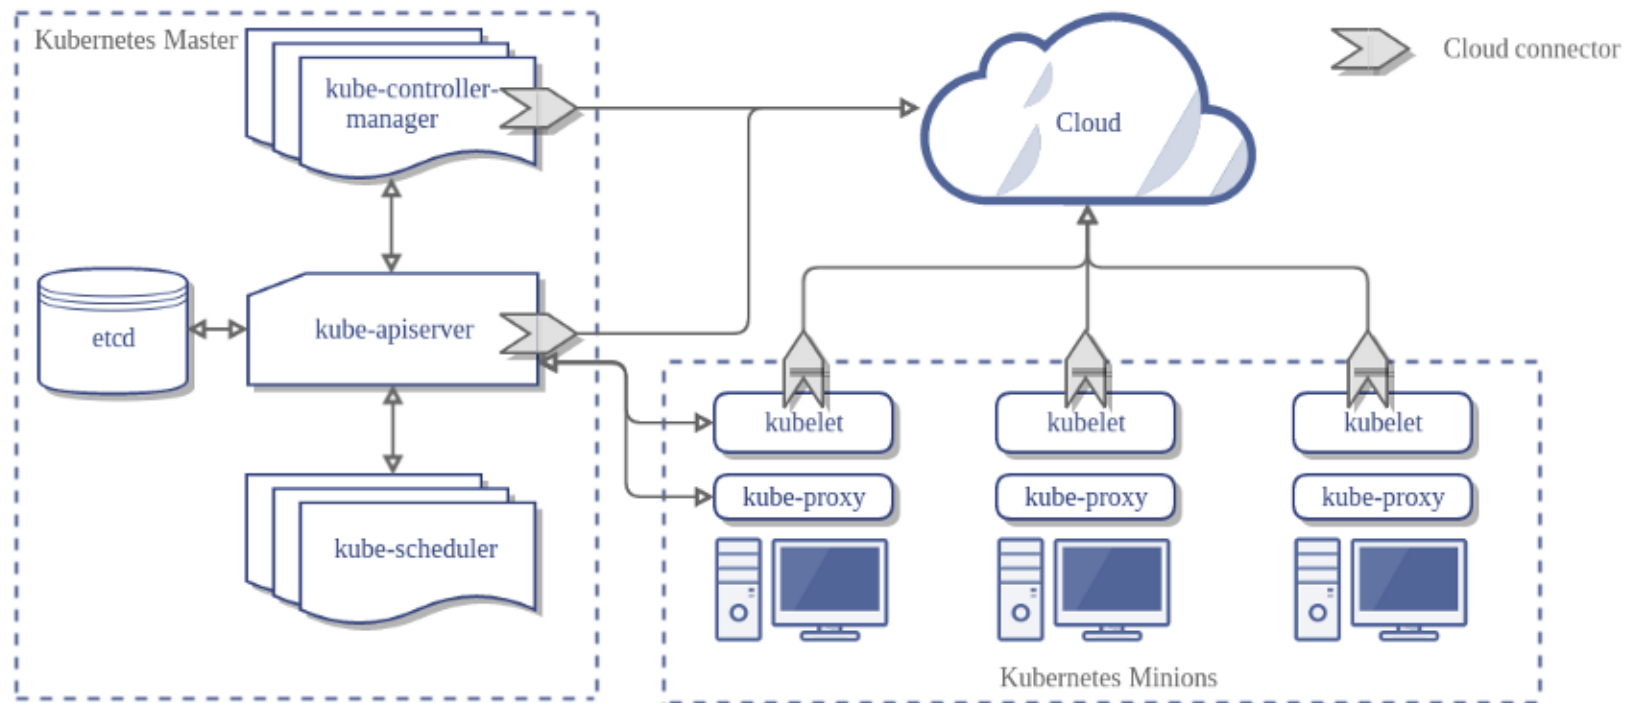 Kubernetes Master
kube-controller-
manager
Cloud
Cloud connector
etcd
kube-apiserver
kube-scheduler
kubelet
kubelet
kubelet
kube-proxy
kube-proxy
kube-proxy
Kubernetes Minions